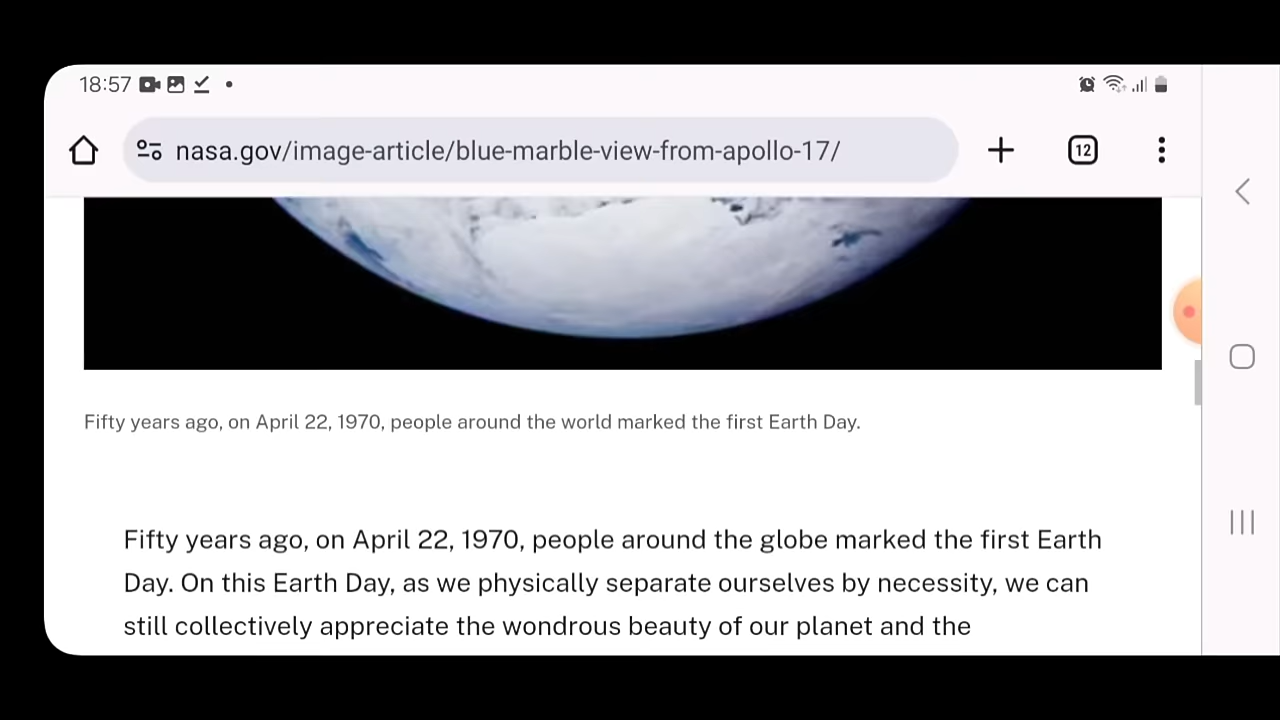 18:57
nasa.gov/image-article/blue-marble-view-from-apollo-17/
12
Fifty years ago, on April 22, 1970, people around the world marked the first Earth Day.
Fifty years ago, on April 22, 1970, people around the globe marked the first Earth
Day. On this Earth Day, as we physically separate ourselves by necessity, we can
still collectively appreciate the wondrous beauty of our planet and the